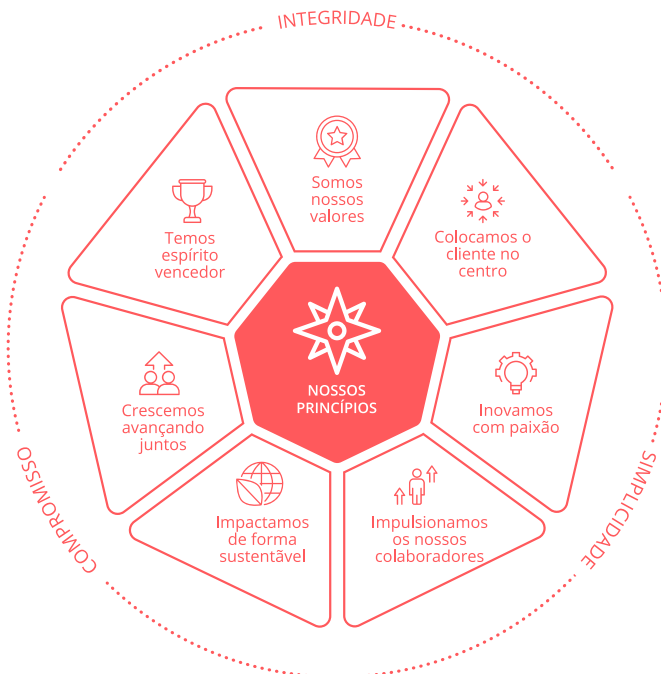 INTEGRIDADE
Somos
nossos
valores
Colocamos o
cliente no
centro
Inovamos
com paixão
Impulsionamos
os nossos
colaboradores
Impactamos
de forma
sustentãvel
Crescemos
avançando
juntos
Temos
espírito
vencedor
NOSSOS
PRINCÍPIOS
SIMPLICIDADE
COMPROMISSO